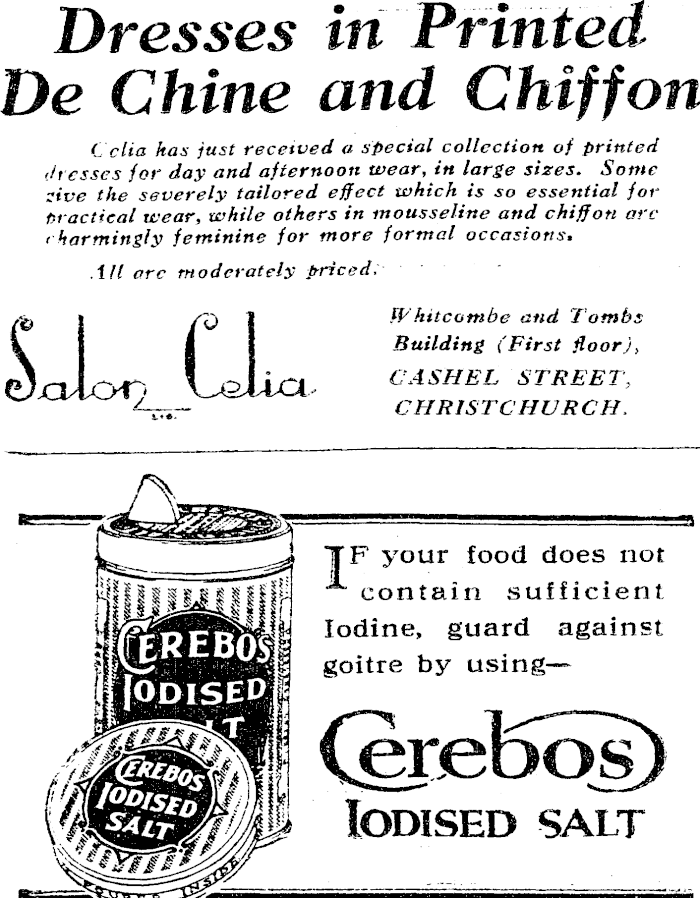 Dresses in Printed
De Chine and Chiffon
Celia has just received a special collection of printed
dresses for day and afternoon wear, in large sizes. Some
give the severely tailored effect which is so essential for
practical wear, while others in mousseline and chiffon are
charmingly feminine for more formal occasions.
All are moderately priced.
Salon Celia
LTD.
Whitcombe and Tombs
Building (First floor),
CASHEL STREET,
CHRISTCHURCH.
IF your food does not
contain sufficient
Iodine, guard against
goitre by using—
Cerebos
IODISED SALT
CEREBOS
IODISED
LT
CEREBOS
IODISED
SALT
POURER INSIDE